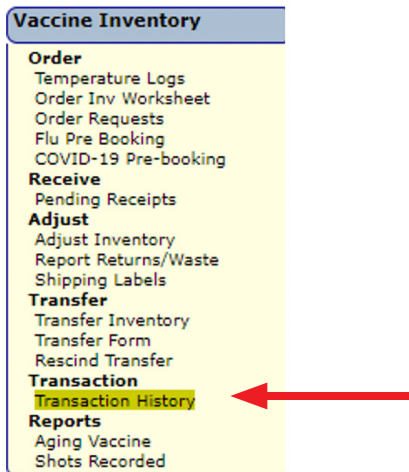 Vaccine Inventory
Order
Temperature Logs
Order Inv Worksheet
Order Requests
Flu Pre Booking
COVID-19 Pre-booking
Receive
Pending Receipts
Adjust
Adjust Inventory
Report Returns/Waste
Shipping Labels
Transfer
Transfer Inventory
Transfer Form
Rescind Transfer
Transaction
Transaction History
Reports
Aging Vaccine
Shots Recorded